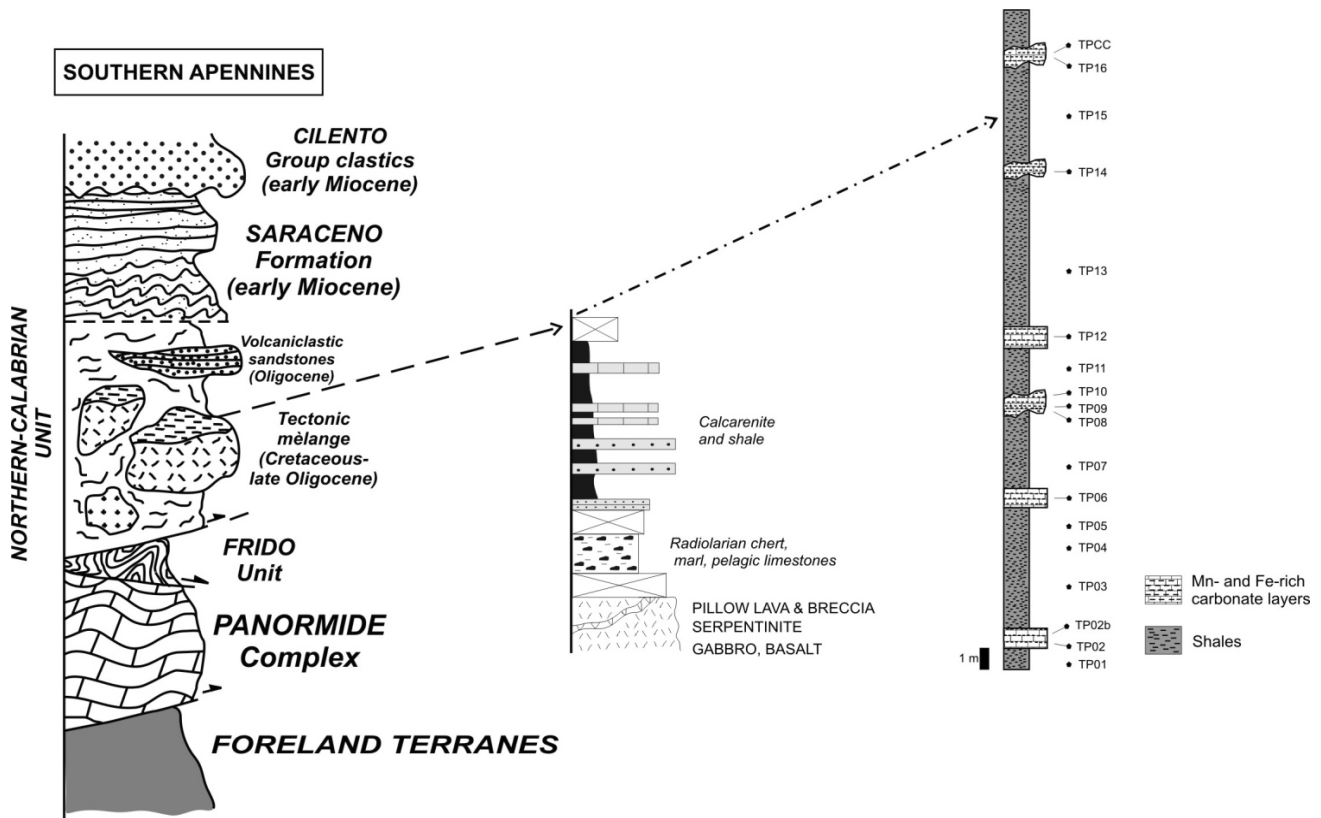 SOUTHERN APENNINES
CILENTO
Group clastics
(early Miocene)
SARACENO
Formation
(early Miocene)
NORTHERN-CALABRIAN
UNIT
Volcaniclastic
sandstones
(Oligocene)
Tectonic
mèlange
(Cretaceous-
late Oligocene)
FRIDO
Unit
PANORMIDE
Complex
FORELAND TERRANES
Calcarenite
and shale
Radiolarian chert,
marl, pelagic limestones
PILLOW LAVA & BRECCIA
SERPENTINITE
GABBRO, BASALT
TPCC
TP16
TP15
TP14
TP13
TP12
TP11
TP10
TP09
TP08
TP07
TP06
TP05
TP04
TP03
TP02b
TP02
TP01
1 m
Mn- and Fe-rich
carbonate layers
Shales